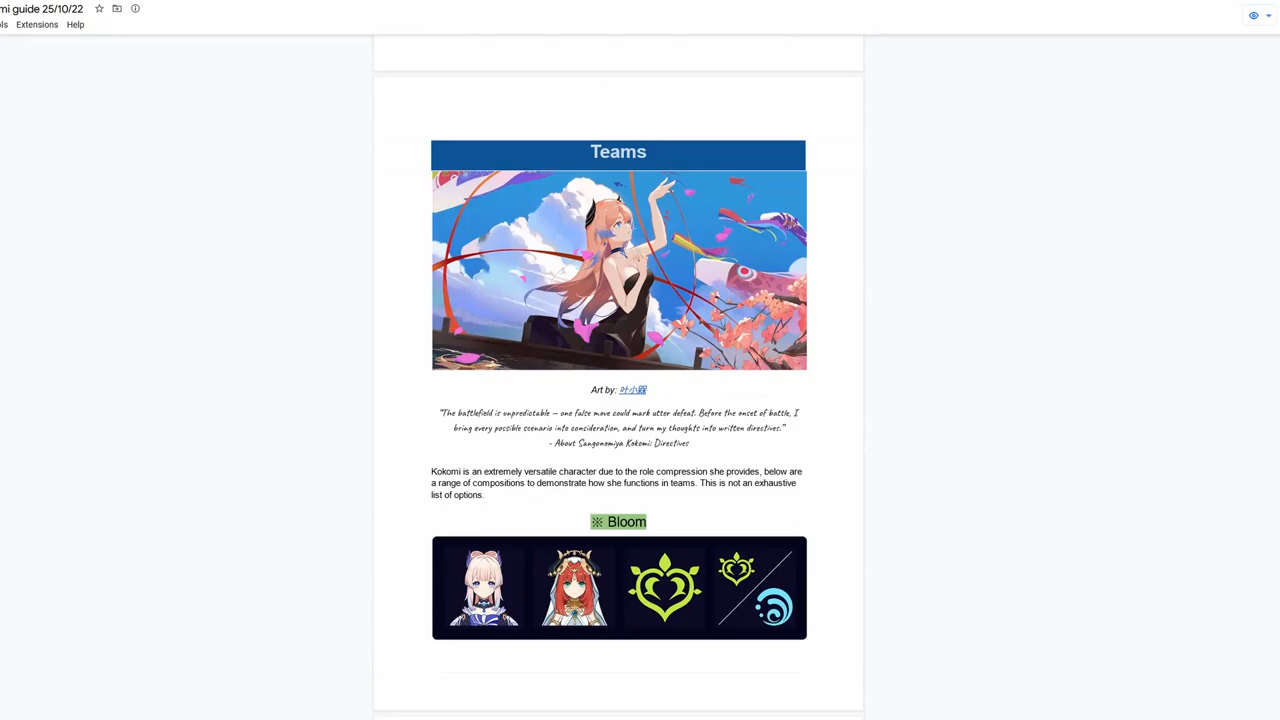 mi guide 25/10/22
ls Extensions Help
Teams
Art by: 叶小霖
"The battlefield is unpredictable — one false move could mark utter defeat. Before the onset of battle, I
bring every possible scenario into consideration, and turn my thoughts into written directives."
- About Sangonomiya Kokomi: Directives
Kokomi is an extremely versatile character due to the role compression she provides, below are
a range of compositions to demonstrate how she functions in teams. This is not an exhaustive
list of options.
※ Bloom